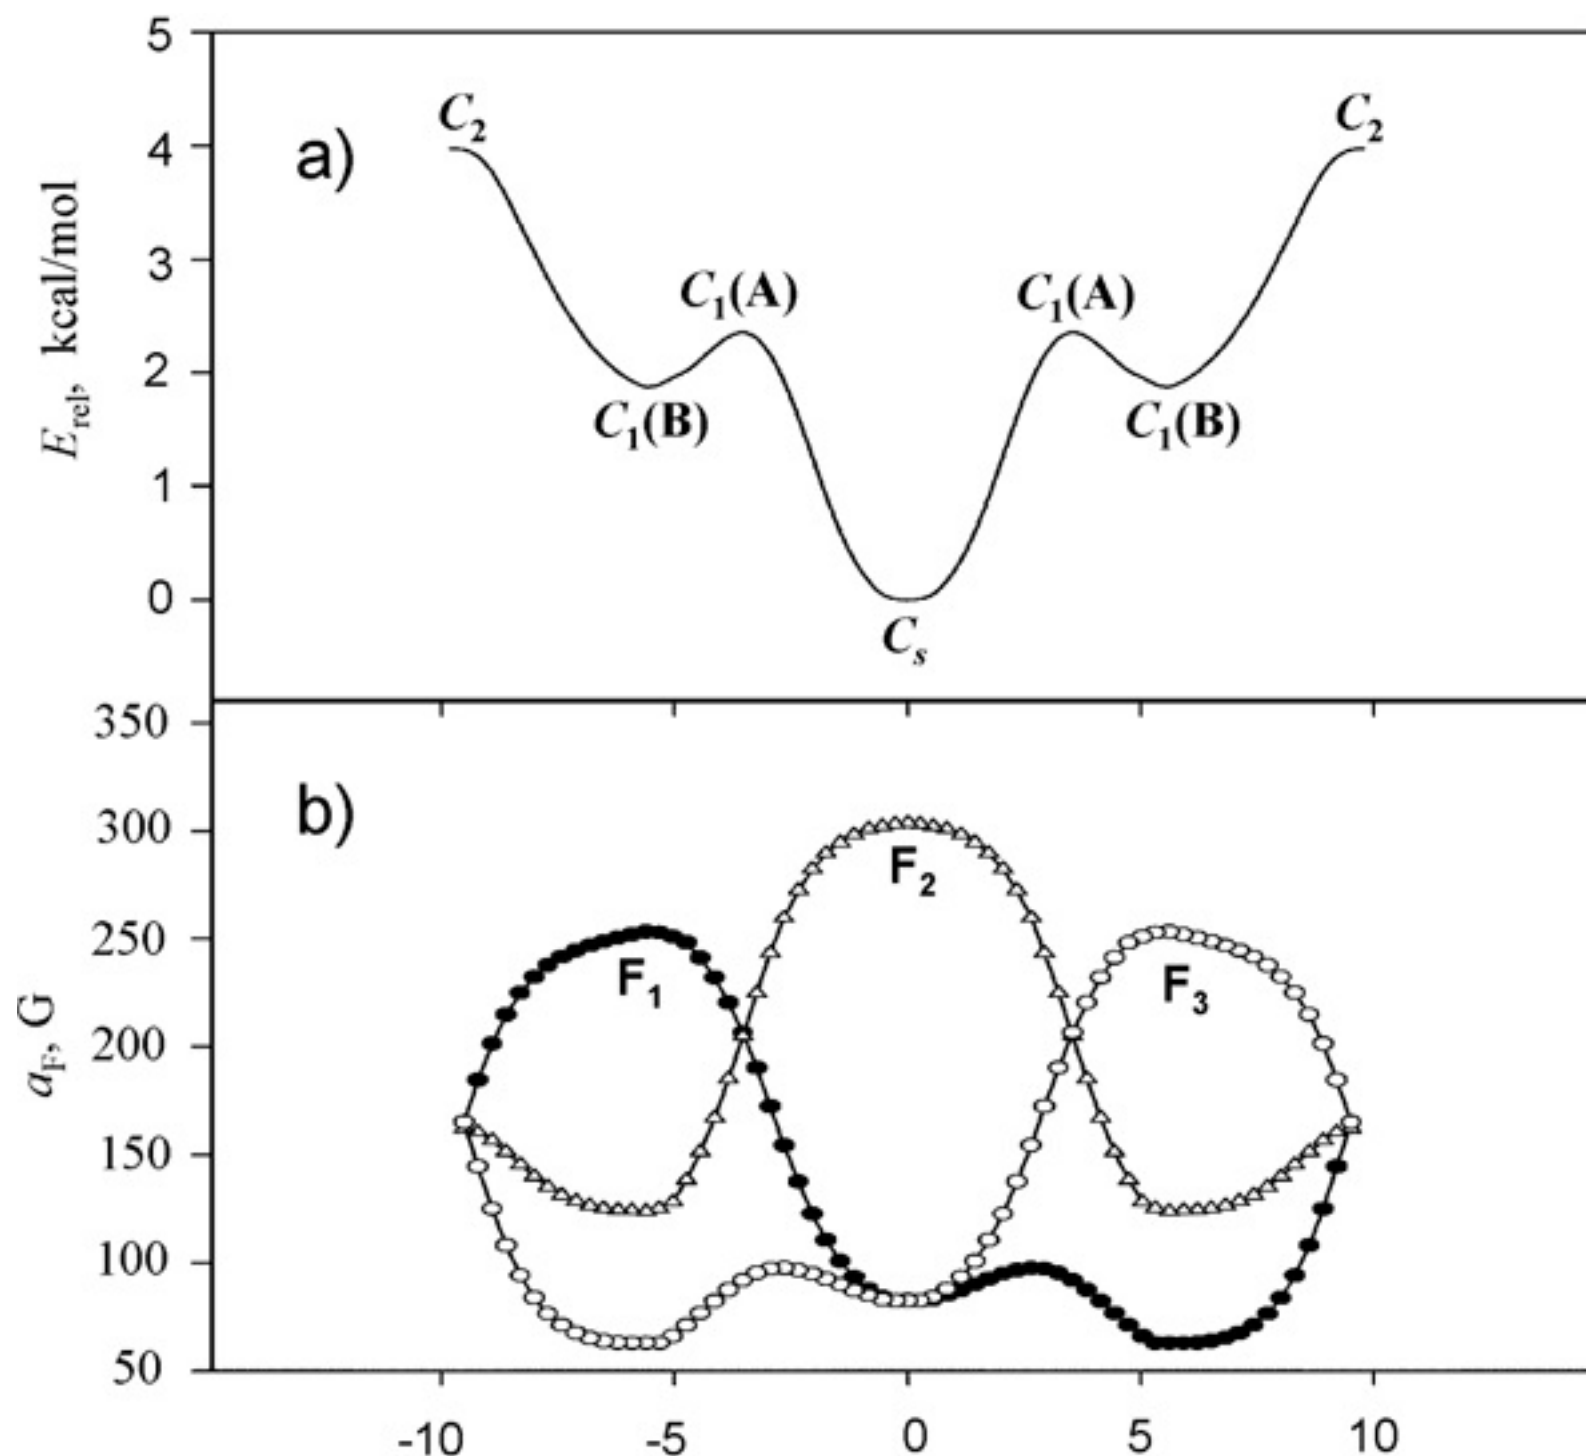 5
C₂ C₂
a)
4
C₁(A) C₁(A)
3
E_rel, kcal/mol
2
C₁(B) C₁(B)
1
0
C_s
350
b)
300
F₂
250
F₁ F₃
a_F, G
200
150
100
50
-10 -5 0 5 10